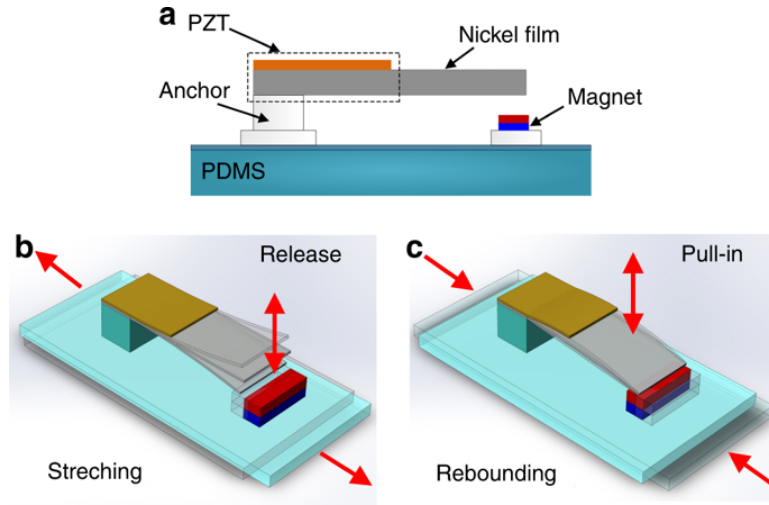 a
PZT
Nickel film
Anchor
Magnet
PDMS
b
Release
Streching
c
Pull-in
Rebounding